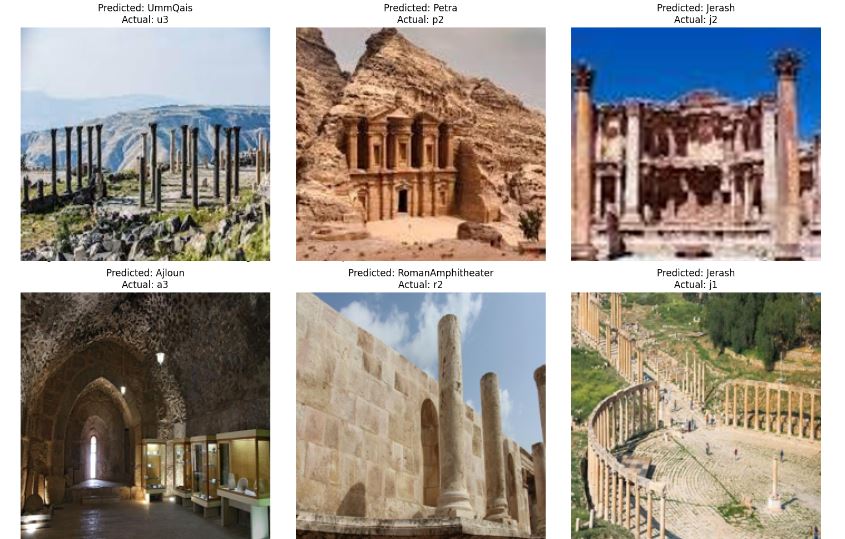 Predicted: UmmQais
Actual: u3
Predicted: Petra
Actual: p2
Predicted: Jerash
Actual: j2
Predicted: Ajloun
Actual: a3
Predicted: RomanAmphitheater
Actual: r2
Predicted: Jerash
Actual: j1